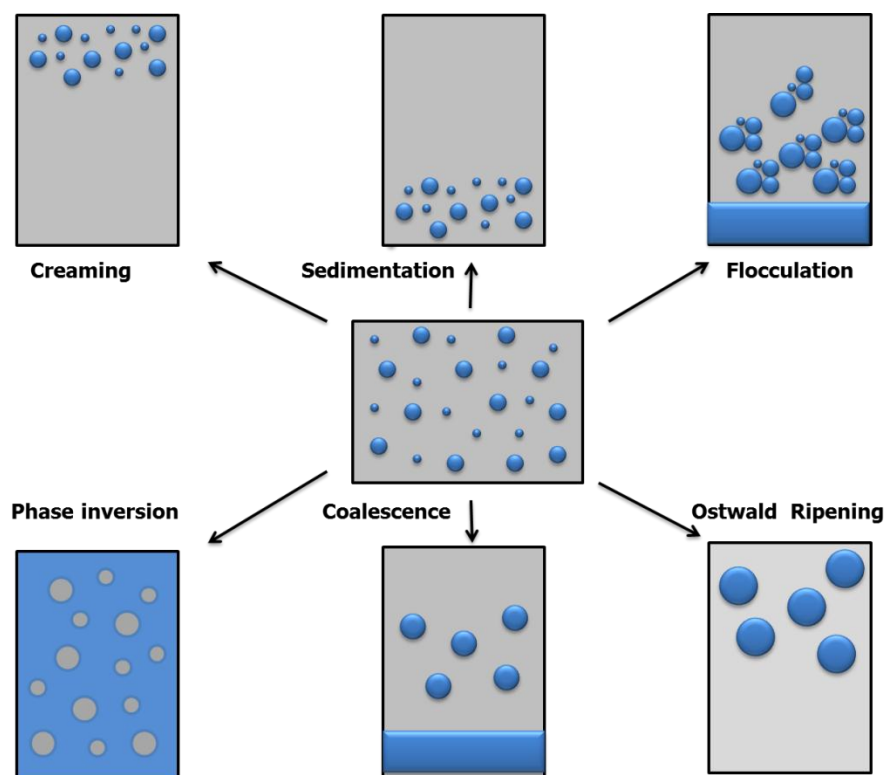 Creaming
Sedimentation
Flocculation
Phase inversion
Coalescence
Ostwald Ripening